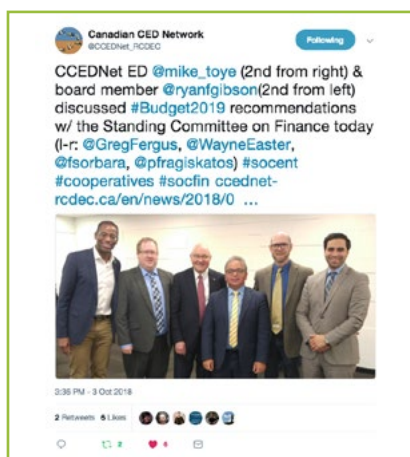 Canadian CED Network
@CCEDNet_RCDEC
Following
CCEDNet ED @mike_toye (2nd from right) &
board member @ryanfgibson(2nd from left)
discussed #Budget2019 recommendations
w/ the Standing Committee on Finance today
(l-r: @GregFergus, @WayneEaster,
@fsorbara, @pfragiskatos) #socent
#cooperatives #socfin ccednet-
rcdec.ca/en/news/2018/0 ...
3:36 PM - 3 Oct 2018
2 Retweets 6 Likes
2 6